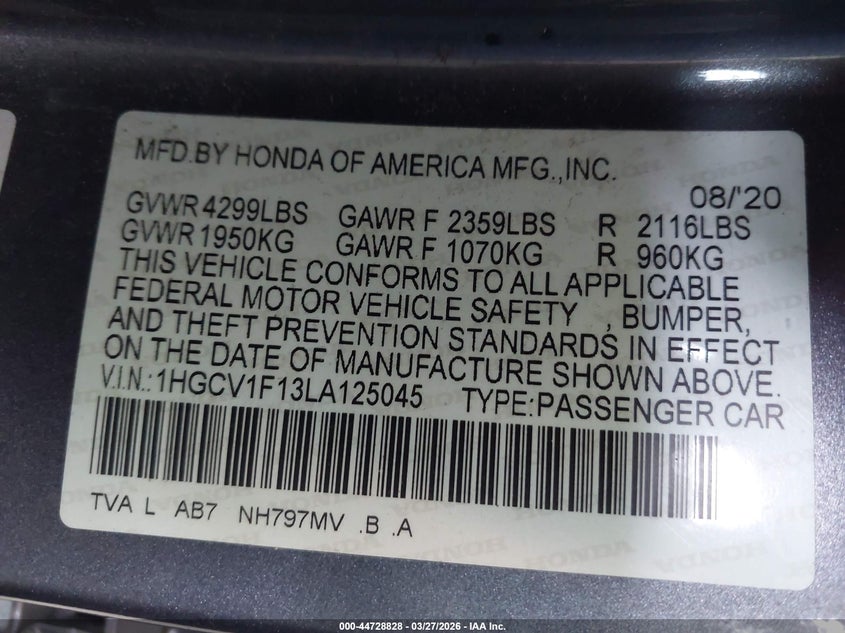 MFD.BY HONDA OF AMERICA MFG.,INC.
08/'20
GVWR 4299LBS GAWR F 2359LBS R 2116LBS
GVWR 1950KG GAWR F 1070KG R 960KG
THIS VEHICLE CONFORMS TO ALL APPLICABLE
FEDERAL MOTOR VEHICLE SAFETY , BUMPER,
AND THEFT PREVENTION STANDARDS IN EFFECT
ON THE DATE OF MANUFACTURE SHOWN ABOVE.
V.I.N.:1HGCV1F13LA125045 TYPE:PASSENGER CAR
TVA L AB7 NH797MV .B .A
000-44728828 | 03/27/2026 | IAA Inc.